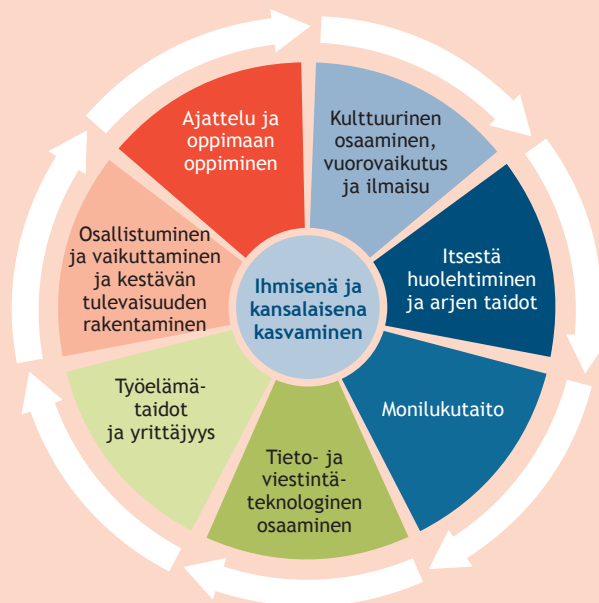 Ajattelu ja
oppimaan
oppiminen
Kulttuurinen
osaaminen,
vuorovaikutus
ja ilmaisu
Itsestä
huolehtiminen
ja arjen taidot
Monilukutaito
Tieto- ja
viestintä-
teknologinen
osaaminen
Työelämä-
taidot
ja yrittäjyys
Osallistuminen
ja vaikuttaminen
ja kestävän
tulevaisuuden
rakentaminen
Ihmisenä ja
kansalaisena
kasvaminen